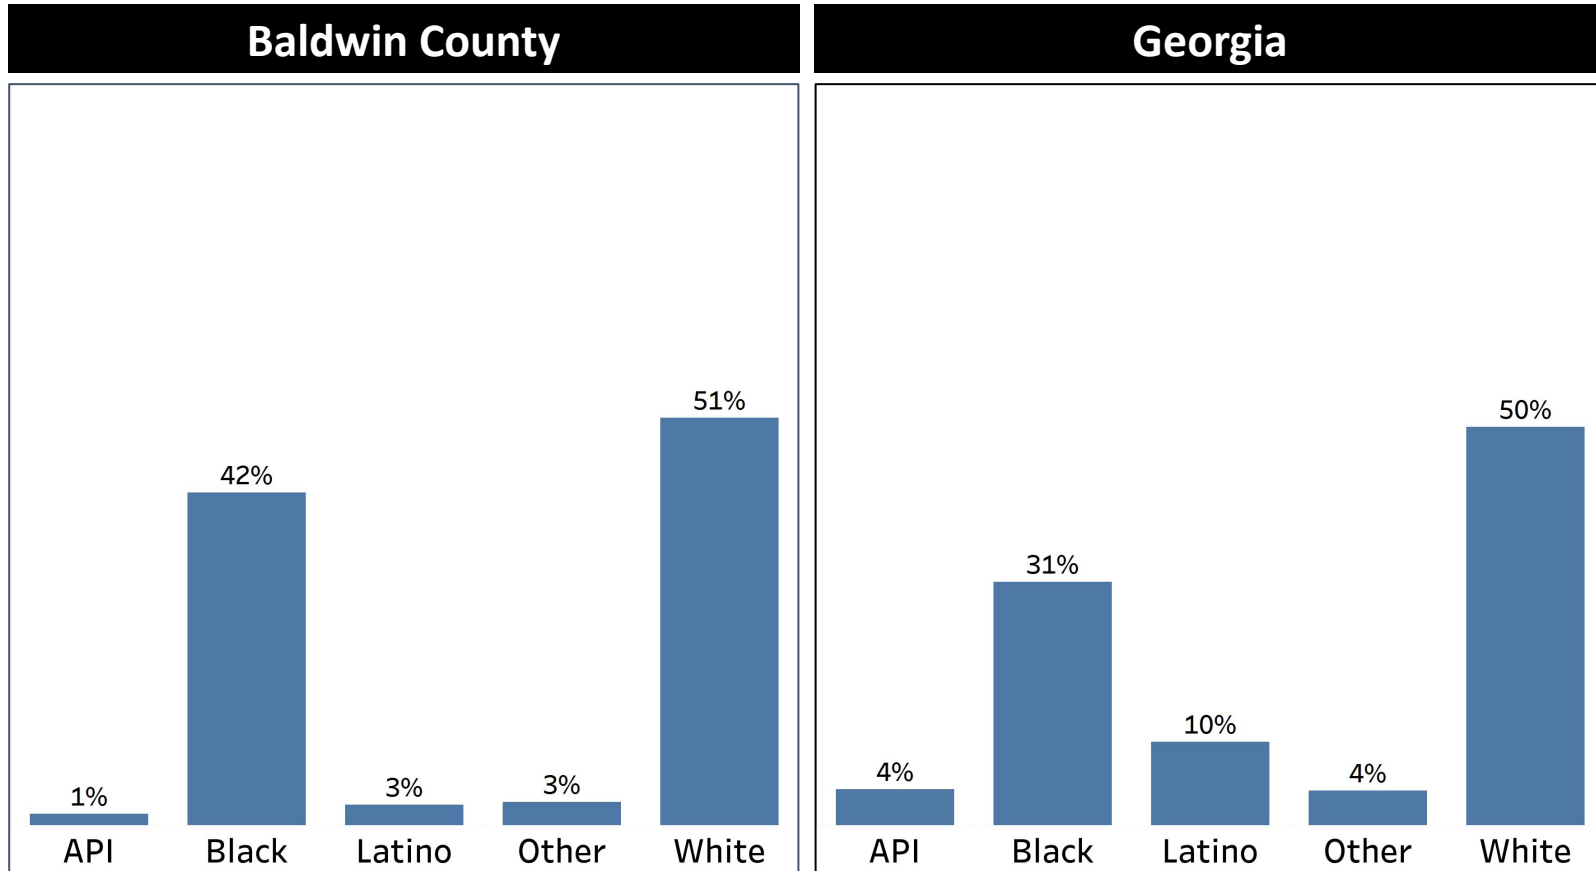 Baldwin County
51%
42%
3%
3%
1%
API Black Latino Other White
Georgia
50%
31%
10%
4%
4%
API Black Latino Other White